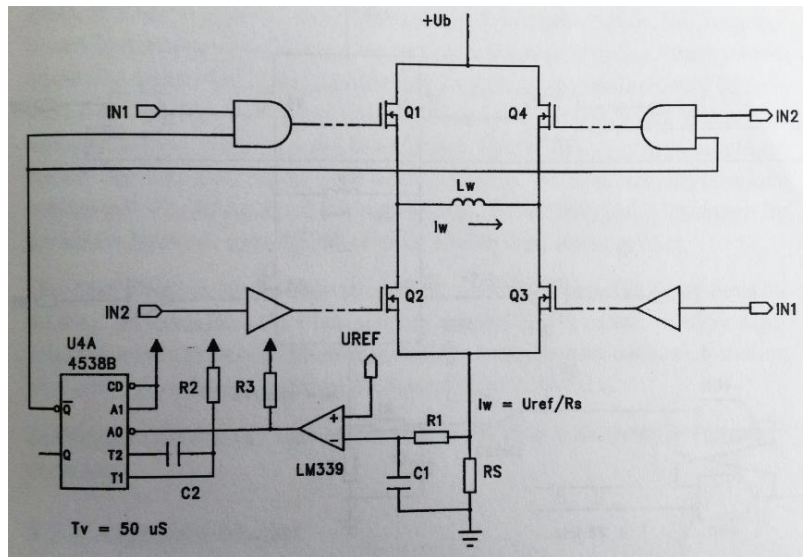 +Ub
IN1
Q1
Q4
IN2
Lw
Iw
IN2
Q2
Q3
IN1
U4A
4538B
UREF
CD
A1
R2
R3
Iw = Uref/Rs
Q
A0
+
-
R1
Q
T2
LM339
C1
RS
T1
C2
Tv = 50 uS